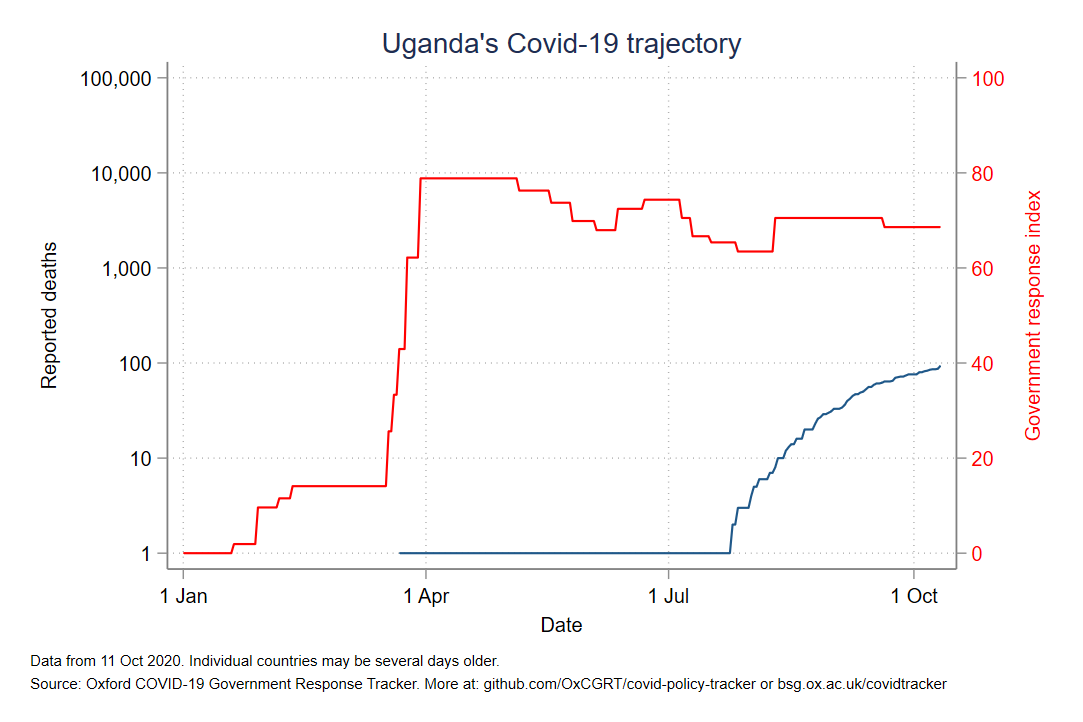 Uganda's Covid-19 trajectory
100,000
10,000
1,000
100
10
1
Reported deaths
100
80
60
40
20
0
Government response index
1 Jan
1 Apr
1 Jul
1 Oct
Date
Data from 11 Oct 2020. Individual countries may be several days older.
Source: Oxford COVID-19 Government Response Tracker. More at: github.com/OxCGRT/covid-policy-tracker or bsg.ox.ac.uk/covidtracker